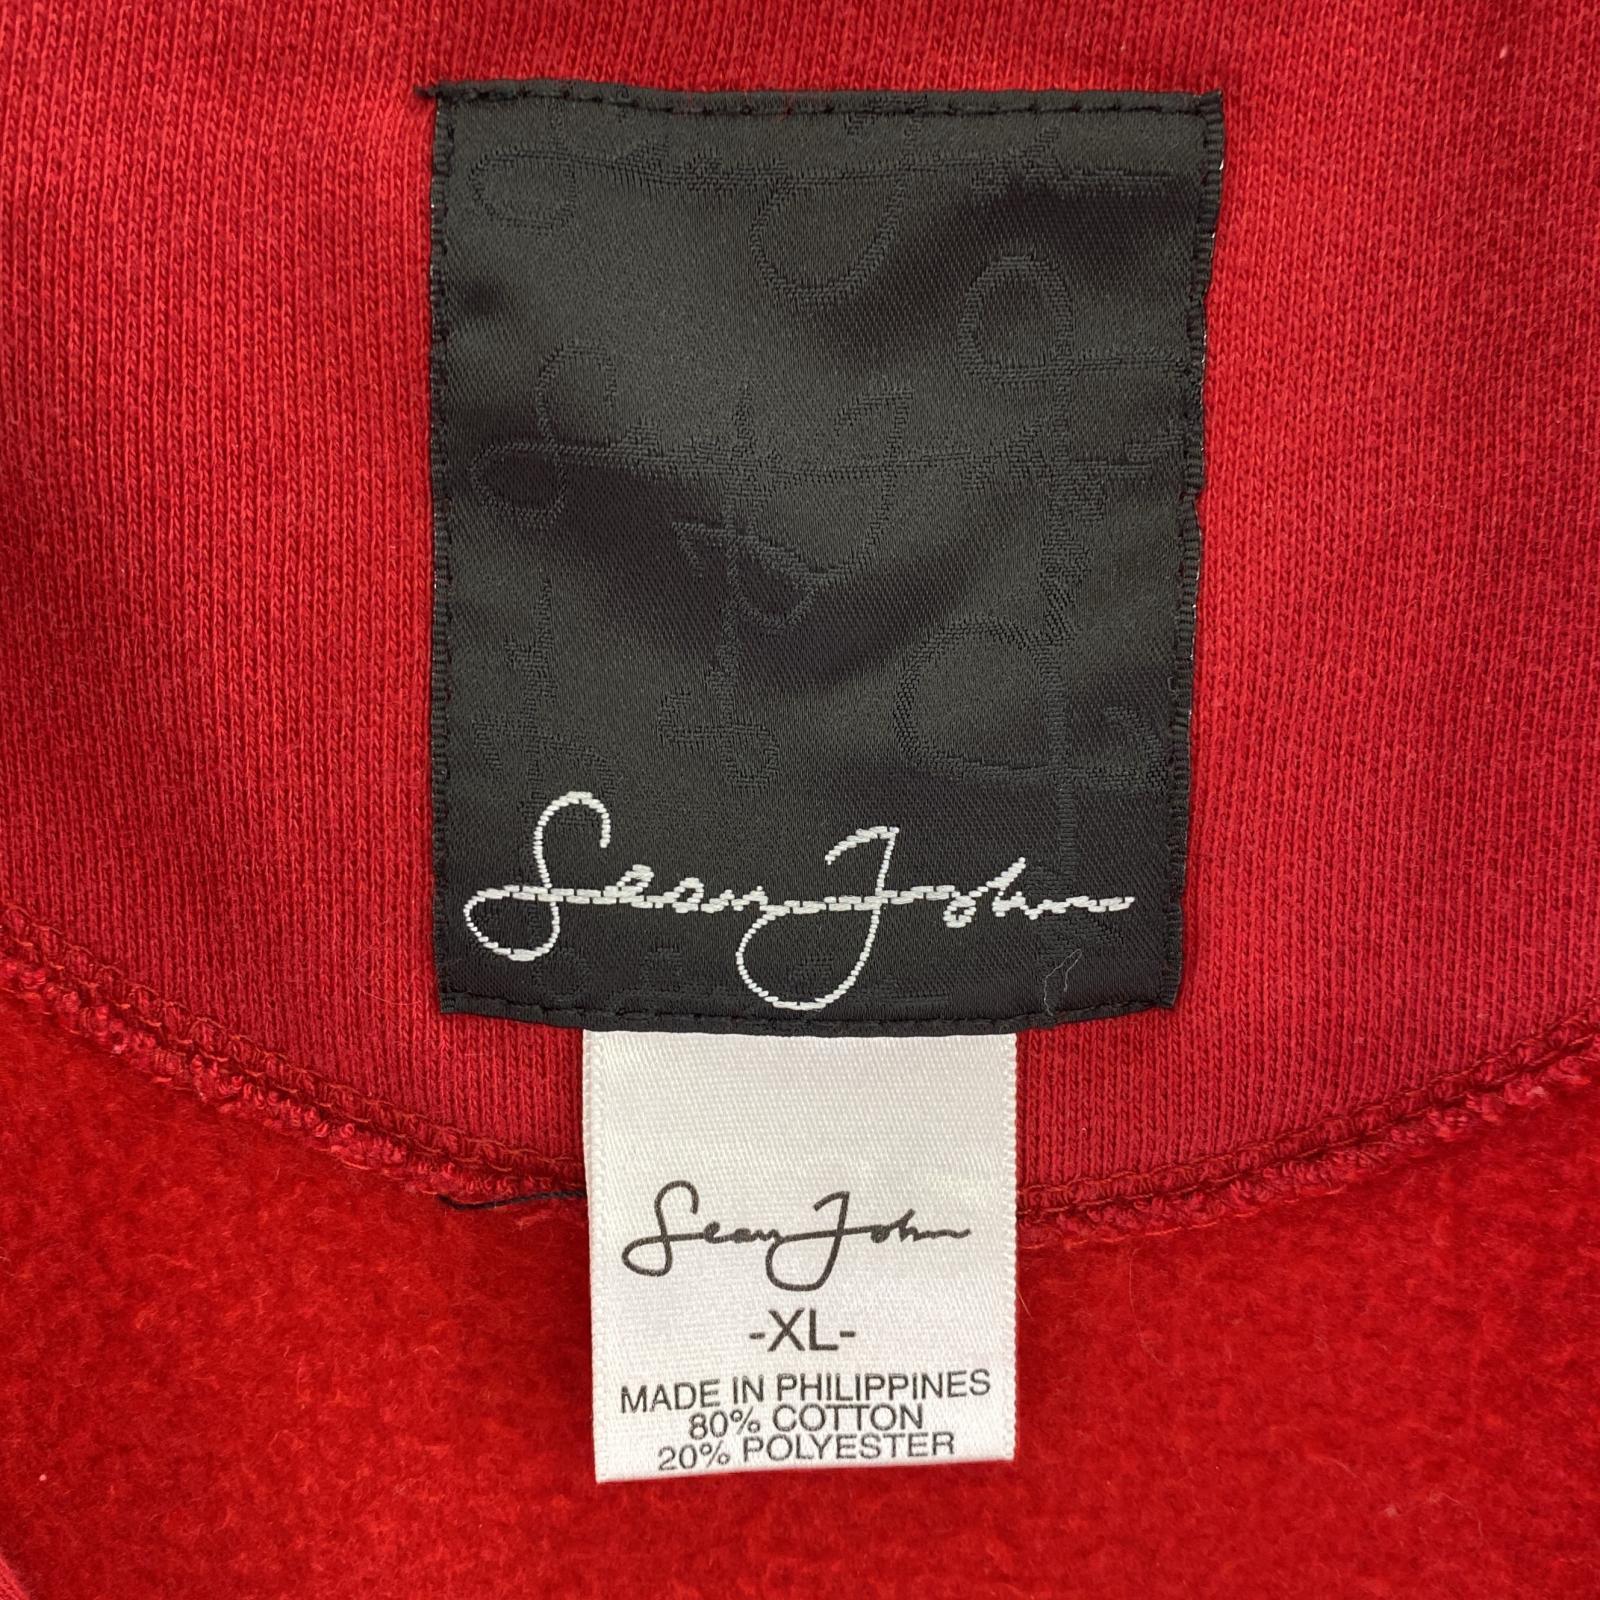 Sean John
Sean John
-XL-
MADE IN PHILIPPINES
80% COTTON
20% POLYESTER